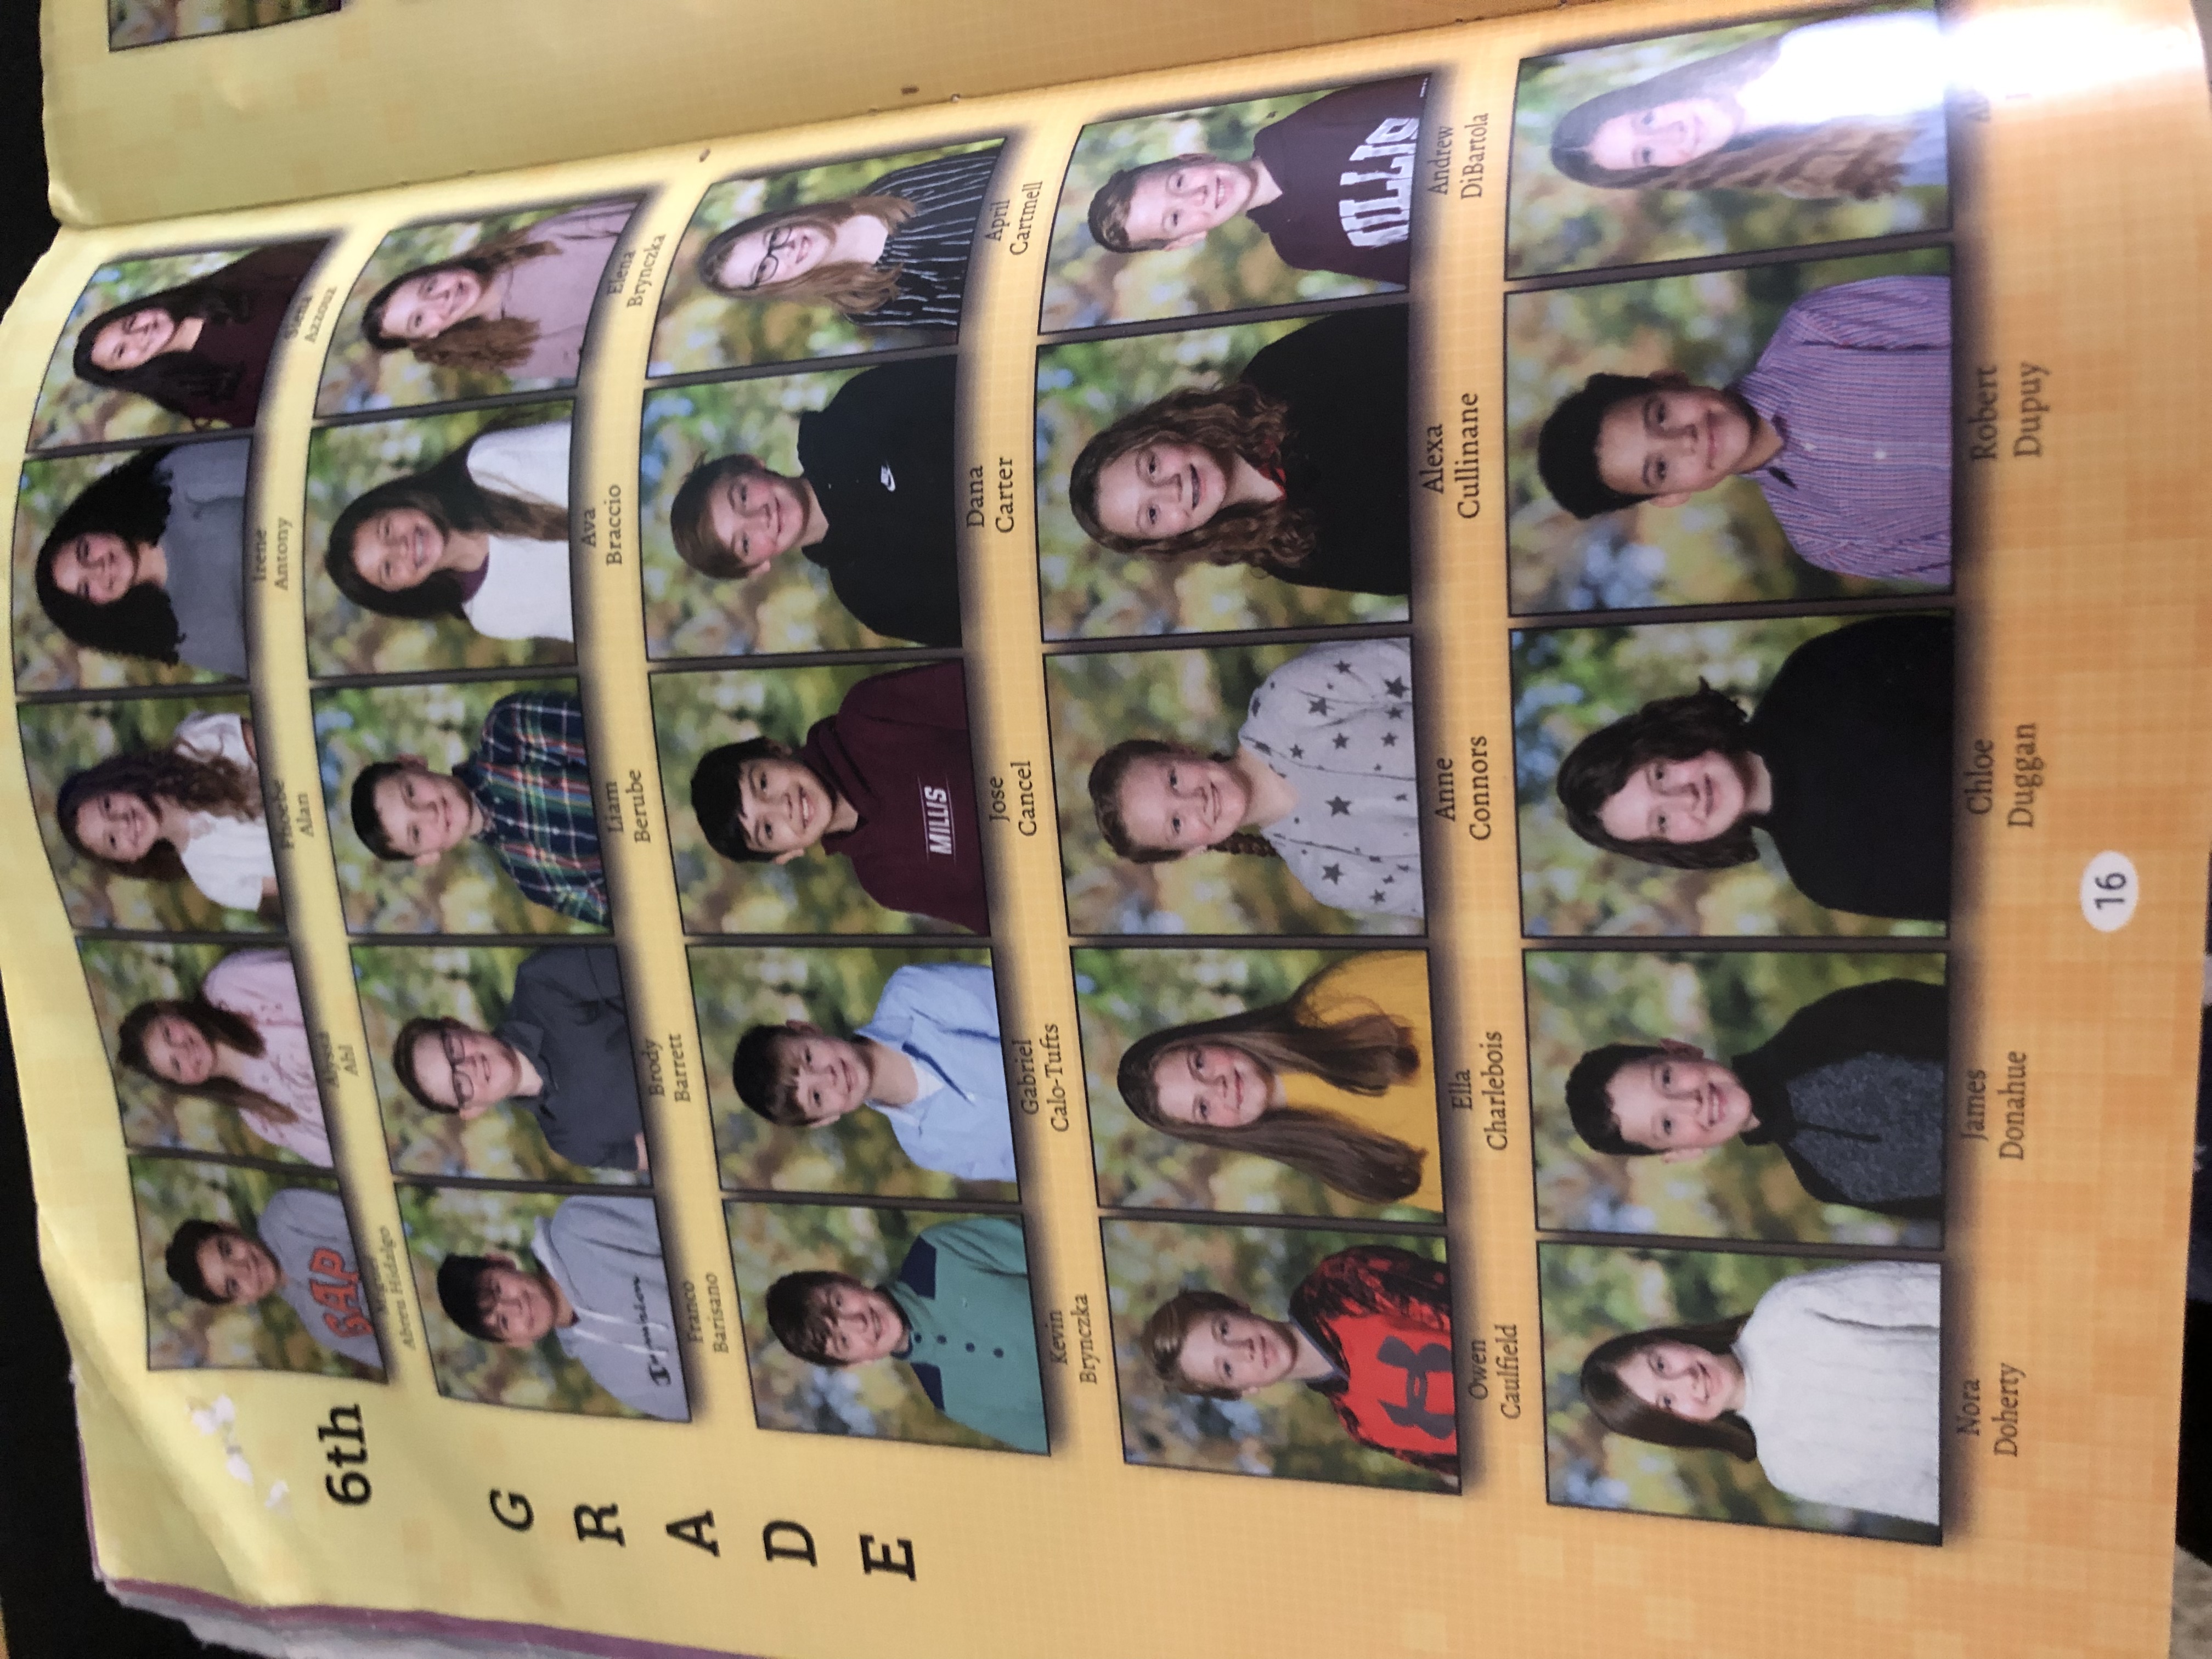 6th
G
R
A
D
E
GAP
Abreu Hidalgo
Alyssa
Ahl
Phoebe
Alan
Irene
Antony
Azzouz
Champion
Franco
Barisano
Brody
Barrett
Liam
Berube
Ava
Braccio
Elena
Brynczka
Kevin
Brynczka
Gabriel
Calo-Tufts
MILLIS
Jose
Cancel
NIKE
Dana
Carter
April
Cartmell
Owen
Caulfield
Ella
Charlebois
Anne
Connors
Alexa
Cullinane
MILLIS
Andrew
DiBartola
Nora
Doherty
James
Donahue
Chloe
Duggan
Robert
Dupuy
16